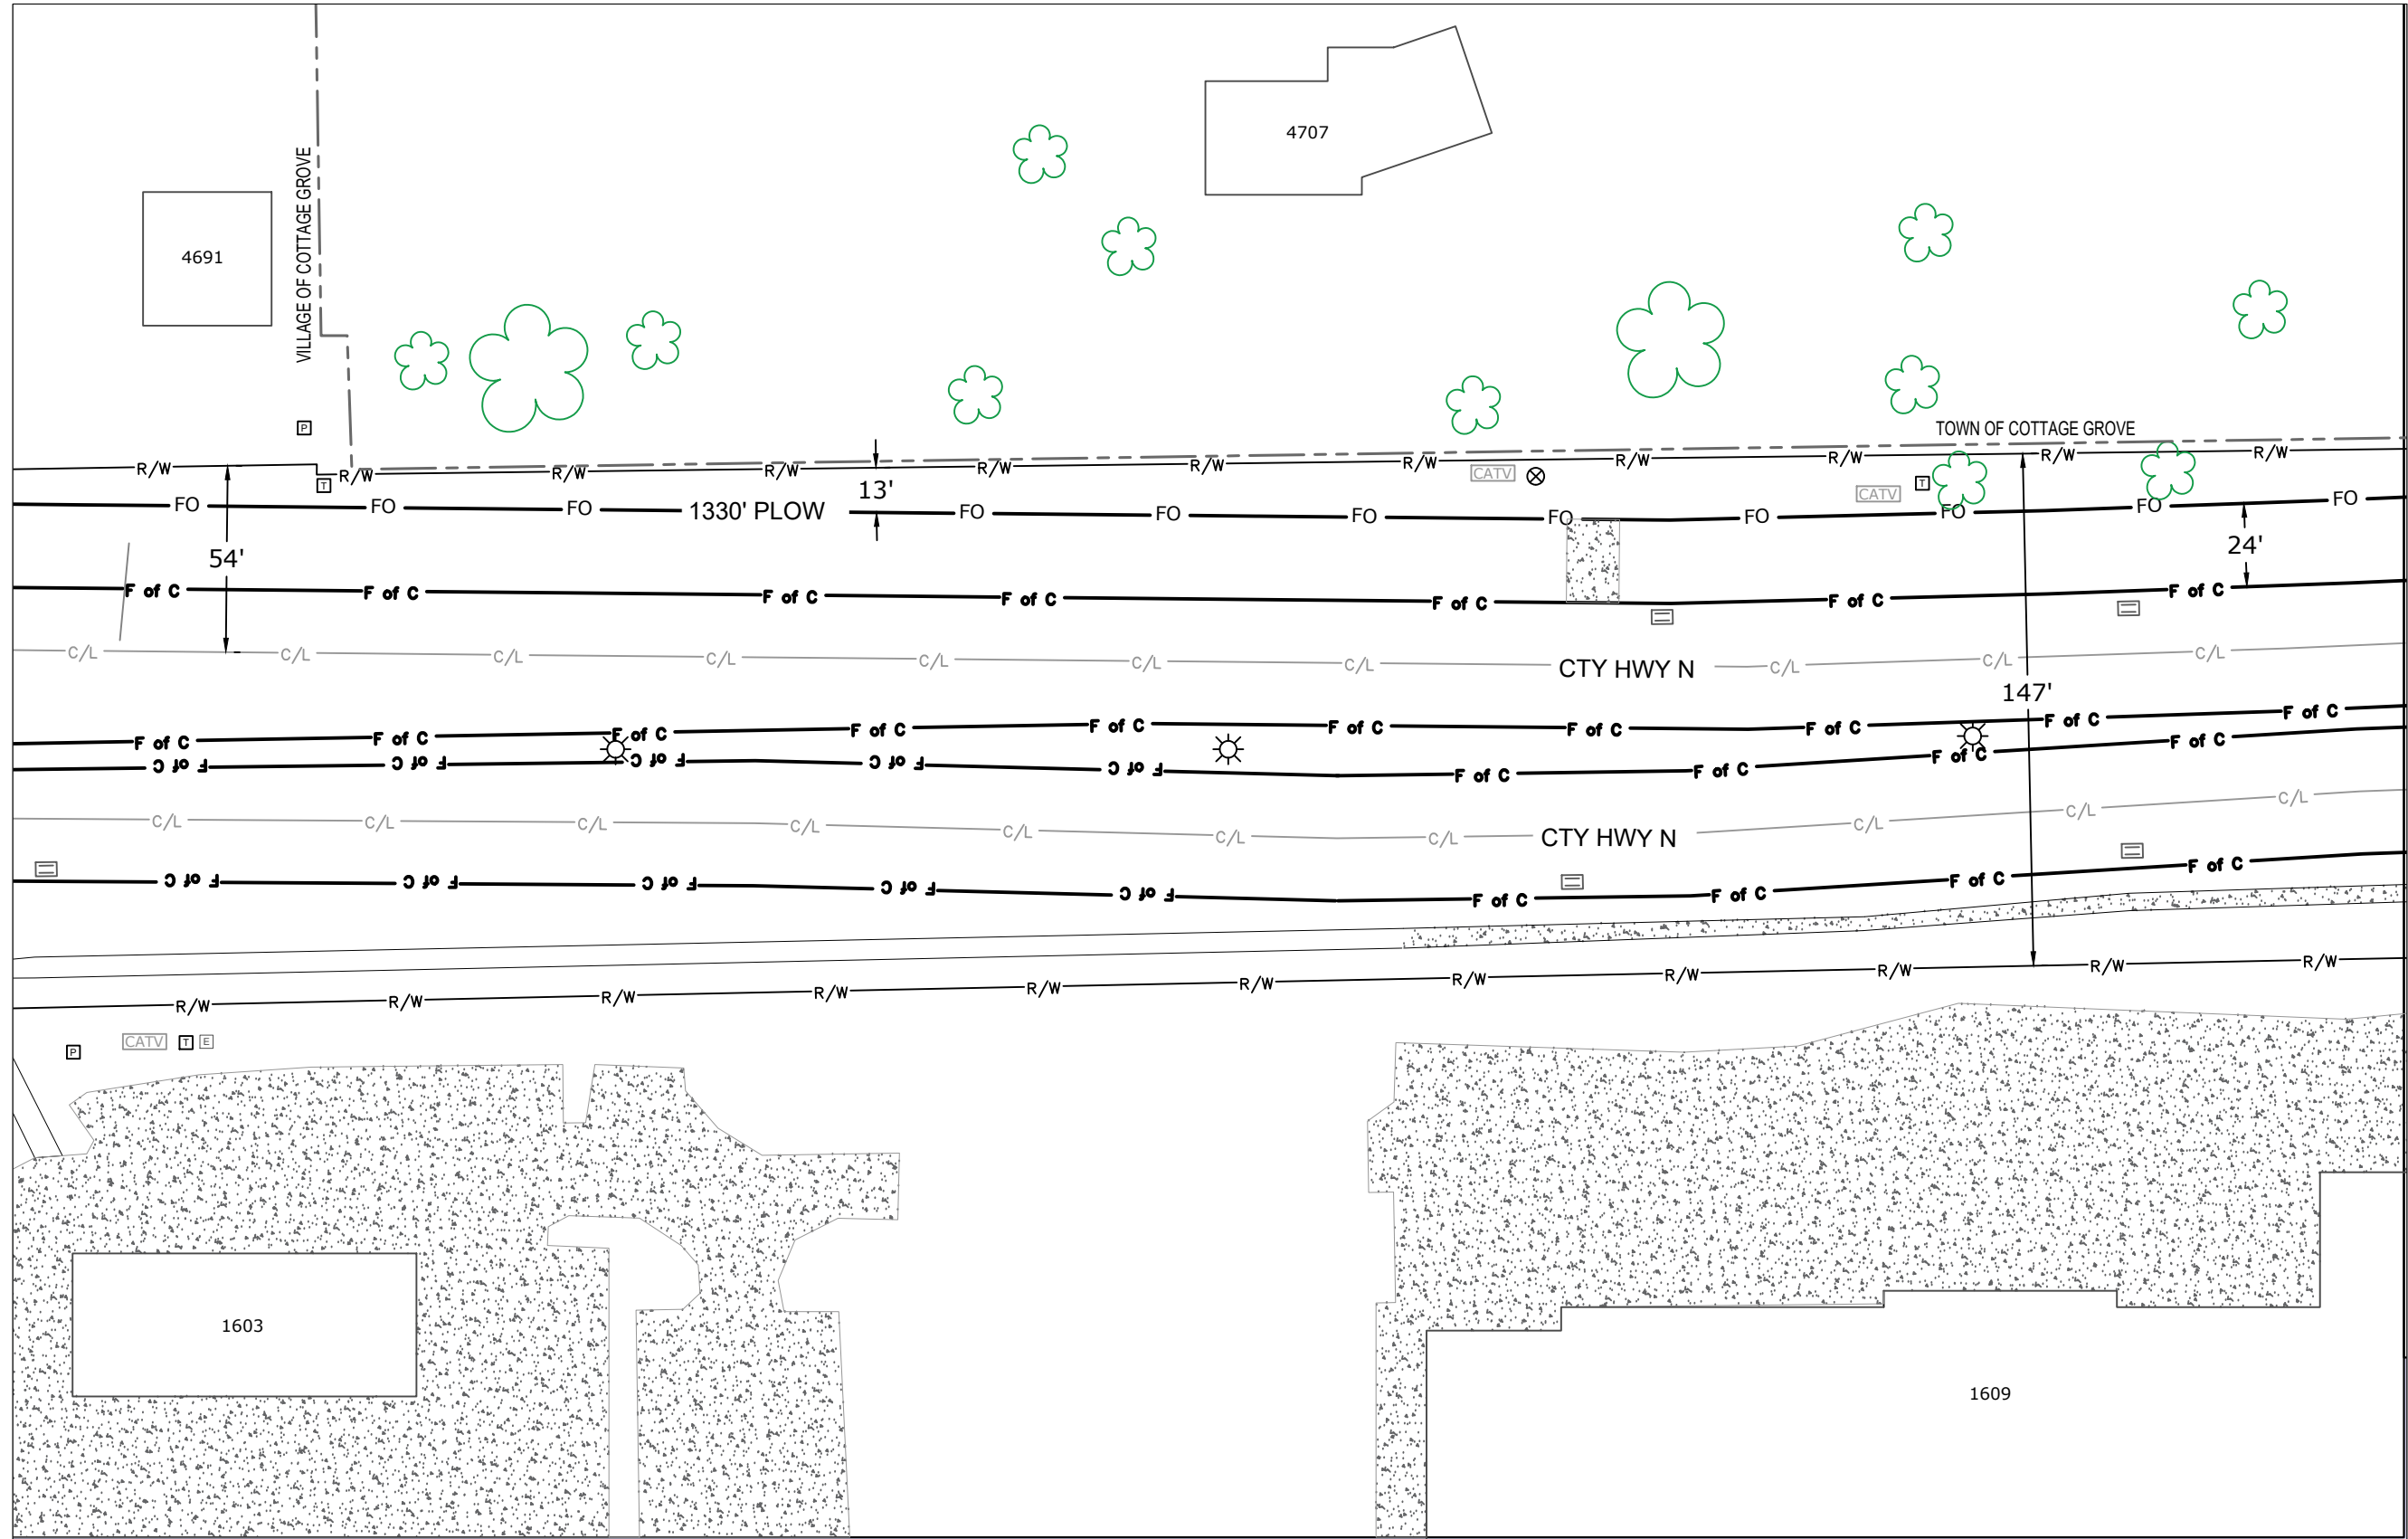 4707
VILLAGE OF COTTAGE GROVE
4691
P
TOWN OF COTTAGE GROVE
R/W R/W R/W R/W R/W R/W R/W R/W R/W R/W R/W
CATV
T
CATV
T
FO FO FO 1330' PLOW 13' FO FO FO FO FO FO FO FO
54'
24'
F of C F of C F of C F of C F of C F of C F of C
C/L C/L C/L C/L C/L C/L C/L CTY HWY N C/L C/L C/L
147'
F of C F of C F of C F of C F of C F of C F of C F of C F of C F of C
F of C F of C F of C F of C F of C F of C F of C F of C F of C
C/L C/L C/L C/L C/L C/L C/L CTY HWY N C/L C/L C/L
F of C F of C F of C F of C F of C F of C F of C F of C F of C
R/W R/W R/W R/W R/W R/W R/W R/W R/W R/W R/W
P
CATV T E
1603
1609